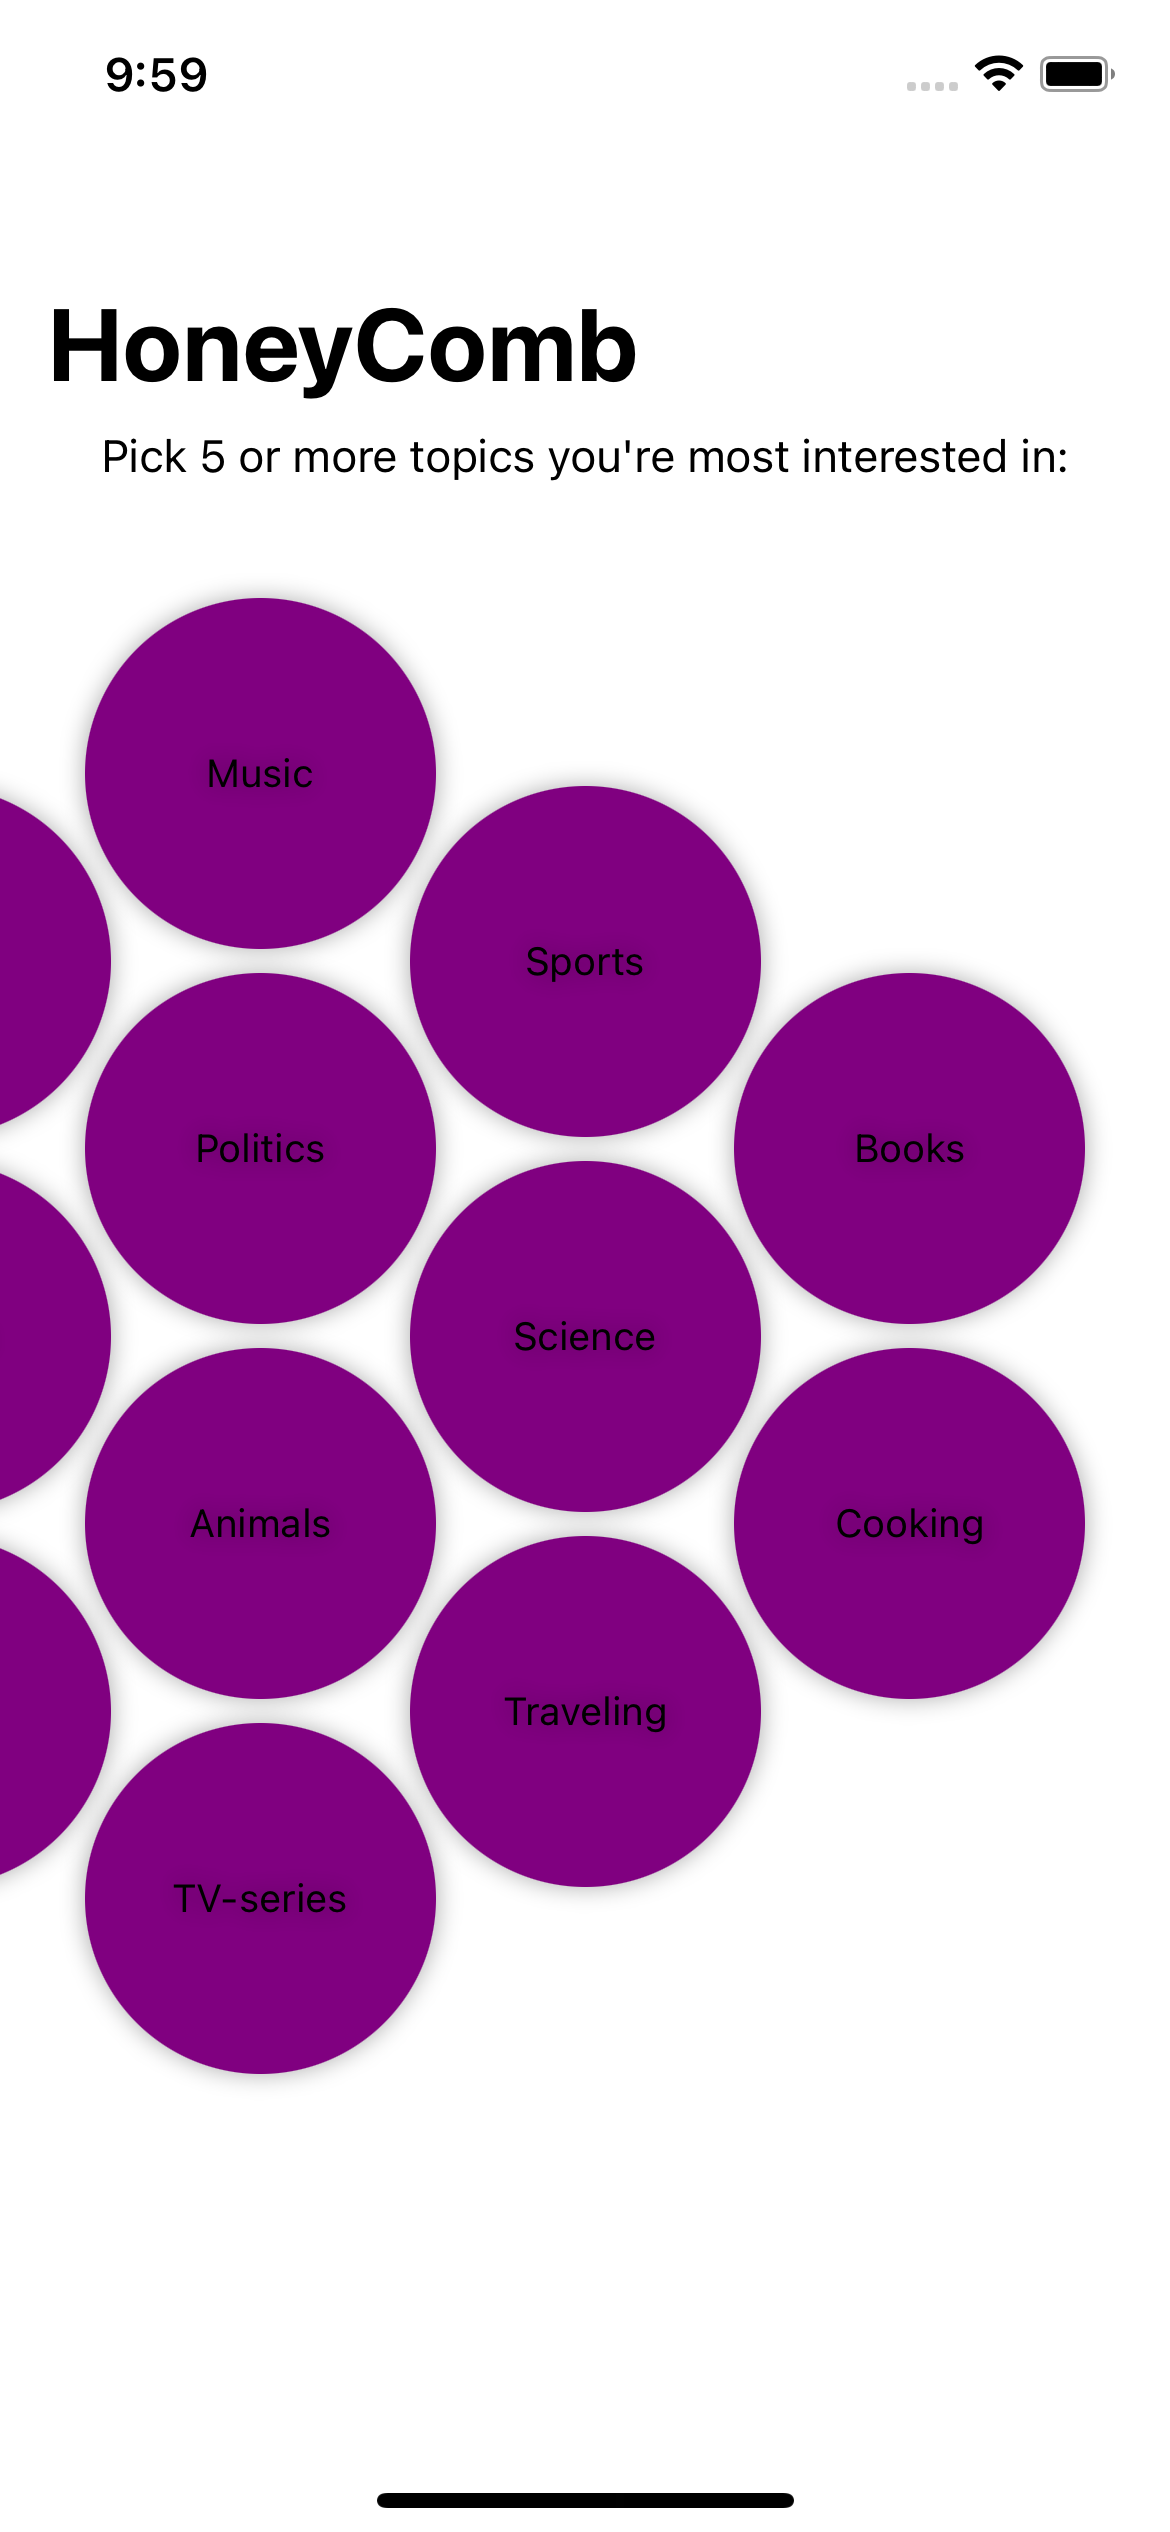 9:59
HoneyComb
Pick 5 or more topics you're most interested in:
Music
Sports
Politics
Books
Science
Animals
Cooking
Traveling
TV-series